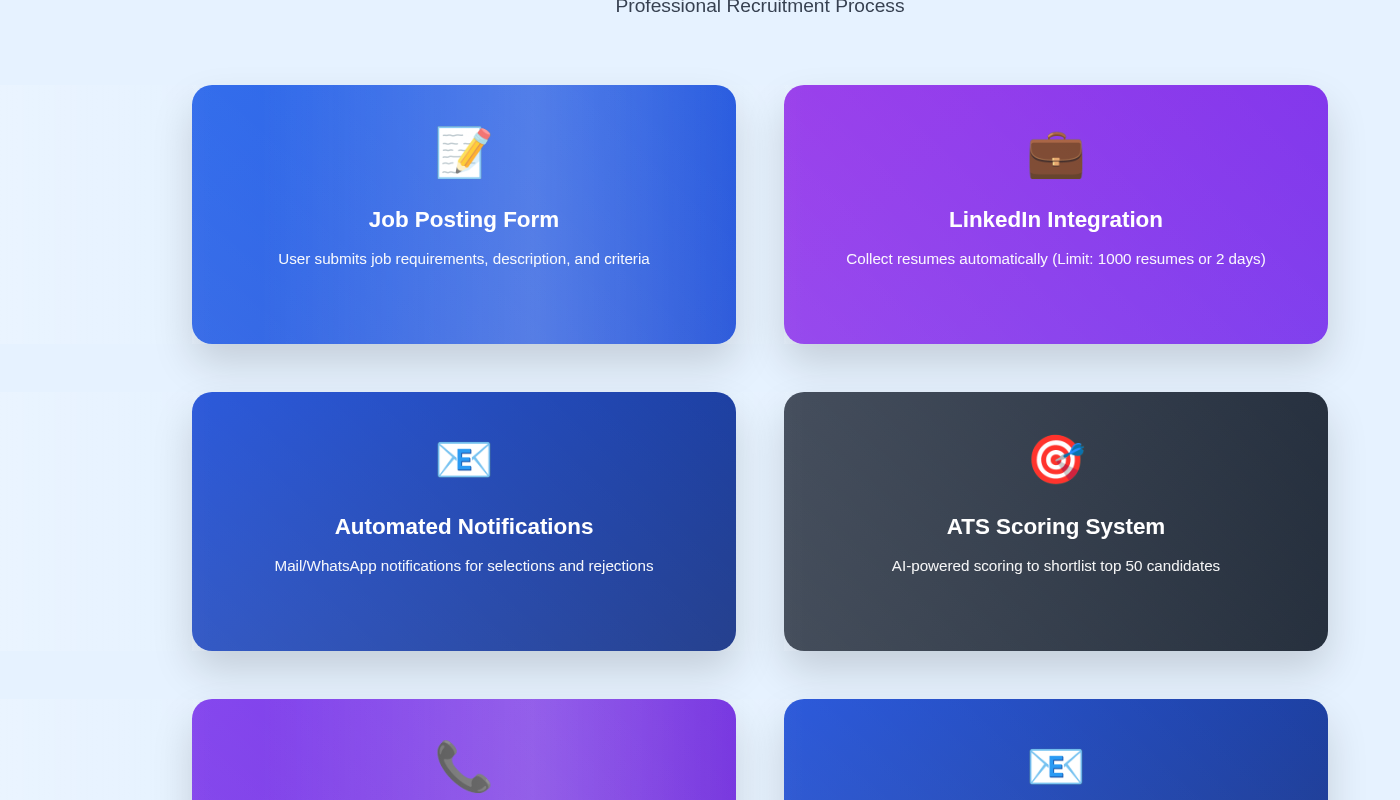 Professional Recruitment Process
Job Posting Form
User submits job requirements, description, and criteria
LinkedIn Integration
Collect resumes automatically (Limit: 1000 resumes or 2 days)
Automated Notifications
Mail/WhatsApp notifications for selections and rejections
ATS Scoring System
AI-powered scoring to shortlist top 50 candidates